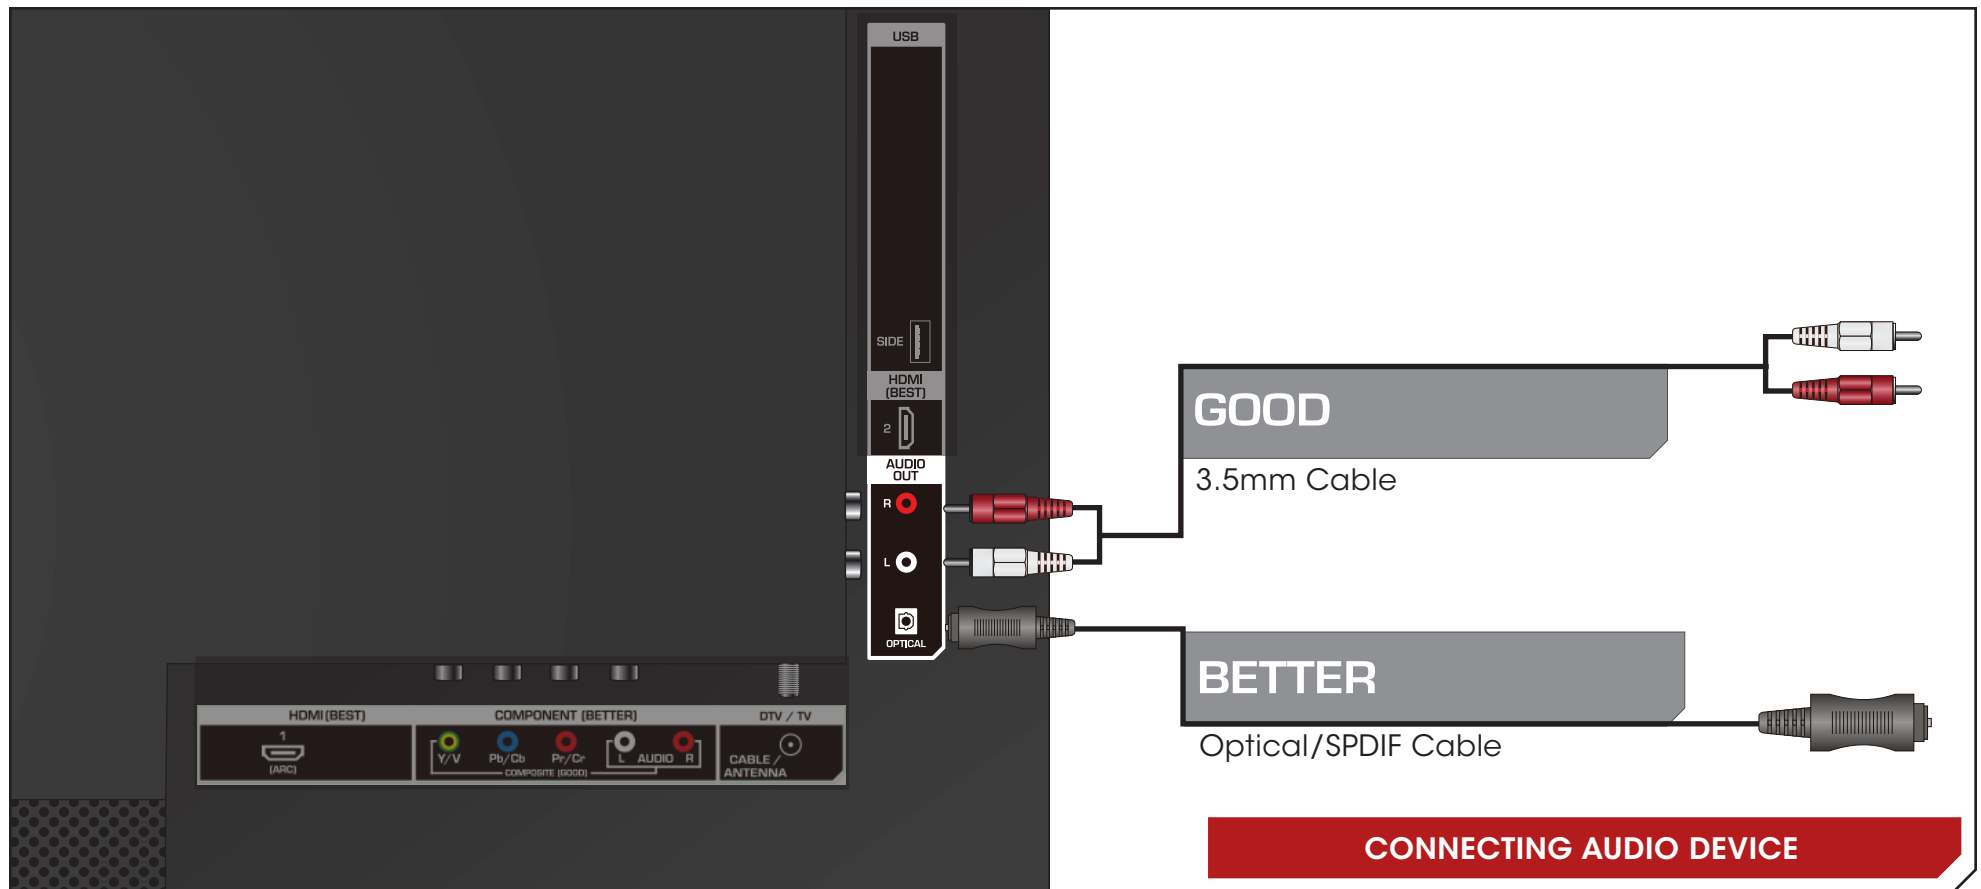 USB
SIDE
HDMI
(BEST)
2
AUDIO
OUT
R
L
OPTICAL
GOOD
3.5mm Cable
BETTER
Optical/SPDIF Cable
HDMI(BEST)
1
(ARC)
COMPONENT (BETTER)
Y/V Pb/Cb Pr/Cr L AUDIO R
COMPOSITE (GOOD)
DTV / TV
CABLE /
ANTENNA
CONNECTING AUDIO DEVICE